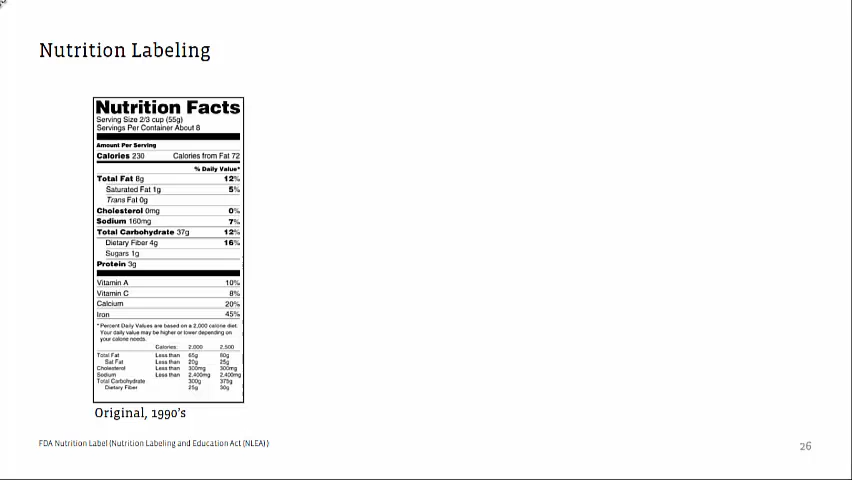 Nutrition Labeling
Nutrition Facts
Serving Size 2/3 cup (55g)
Servings Per Container About 8
Amount Per Serving
Calories 230 Calories from Fat 72
% Daily Value*
Total Fat 8g 12%
Saturated Fat 1g 5%
Trans Fat 0g
Cholesterol 0mg 0%
Sodium 160mg 7%
Total Carbohydrate 37g 12%
Dietary Fiber 4g 16%
Sugars 1g
Protein 3g
Vitamin A 10%
Vitamin C 8%
Calcium 20%
Iron 45%
* Percent Daily Values are based on a 2,000 calorie diet.
Your daily value may be higher or lower depending on
your calorie needs.
Calories: 2,000 2,500
Total Fat Less than 65g 80g
Sat Fat Less than 20g 25g
Cholesterol Less than 300mg 300mg
Sodium Less than 2,400mg 2,400mg
Total Carbohydrate 300g 375g
Dietary Fiber 25g 30g
Original, 1990's
FDA Nutrition Label (Nutrition Labeling and Education Act (NLEA))
26